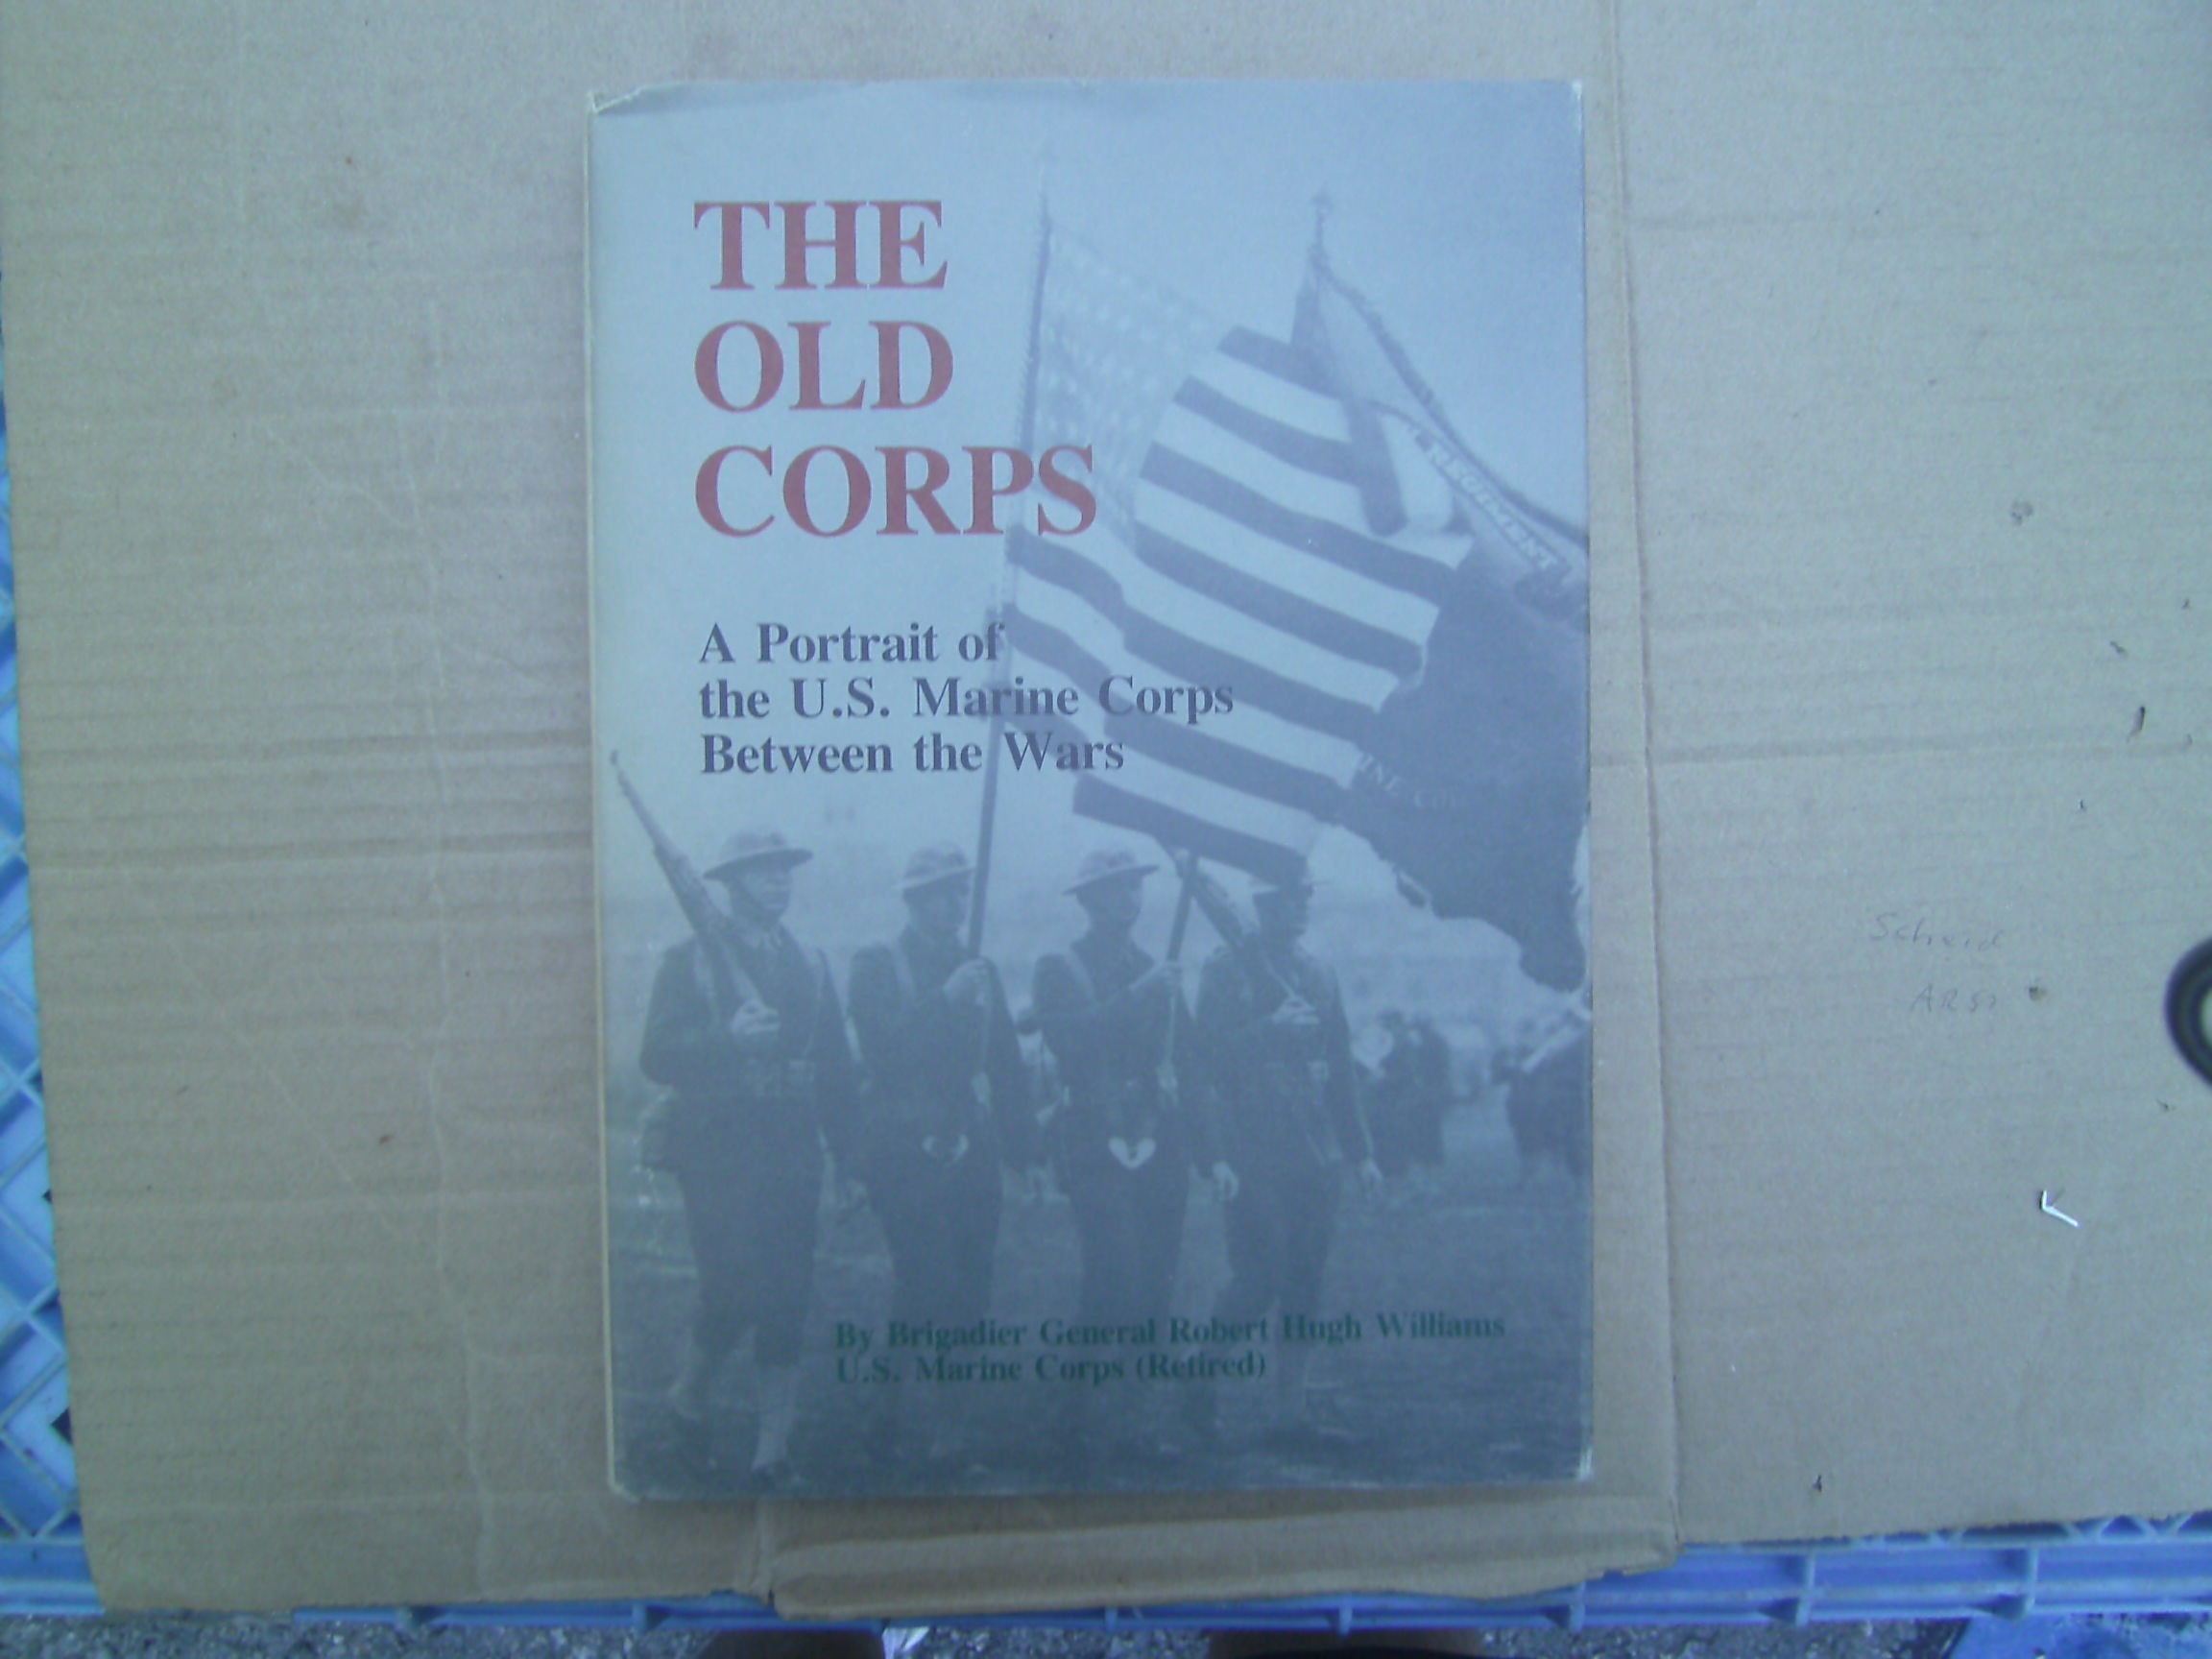 THE
OLD
CORPS
A Portrait of
the U.S. Marine Corps
Between the Wars
REGIMENT
By Brigadier General Robert Hugh Williams
U.S. Marine Corps (Retired)